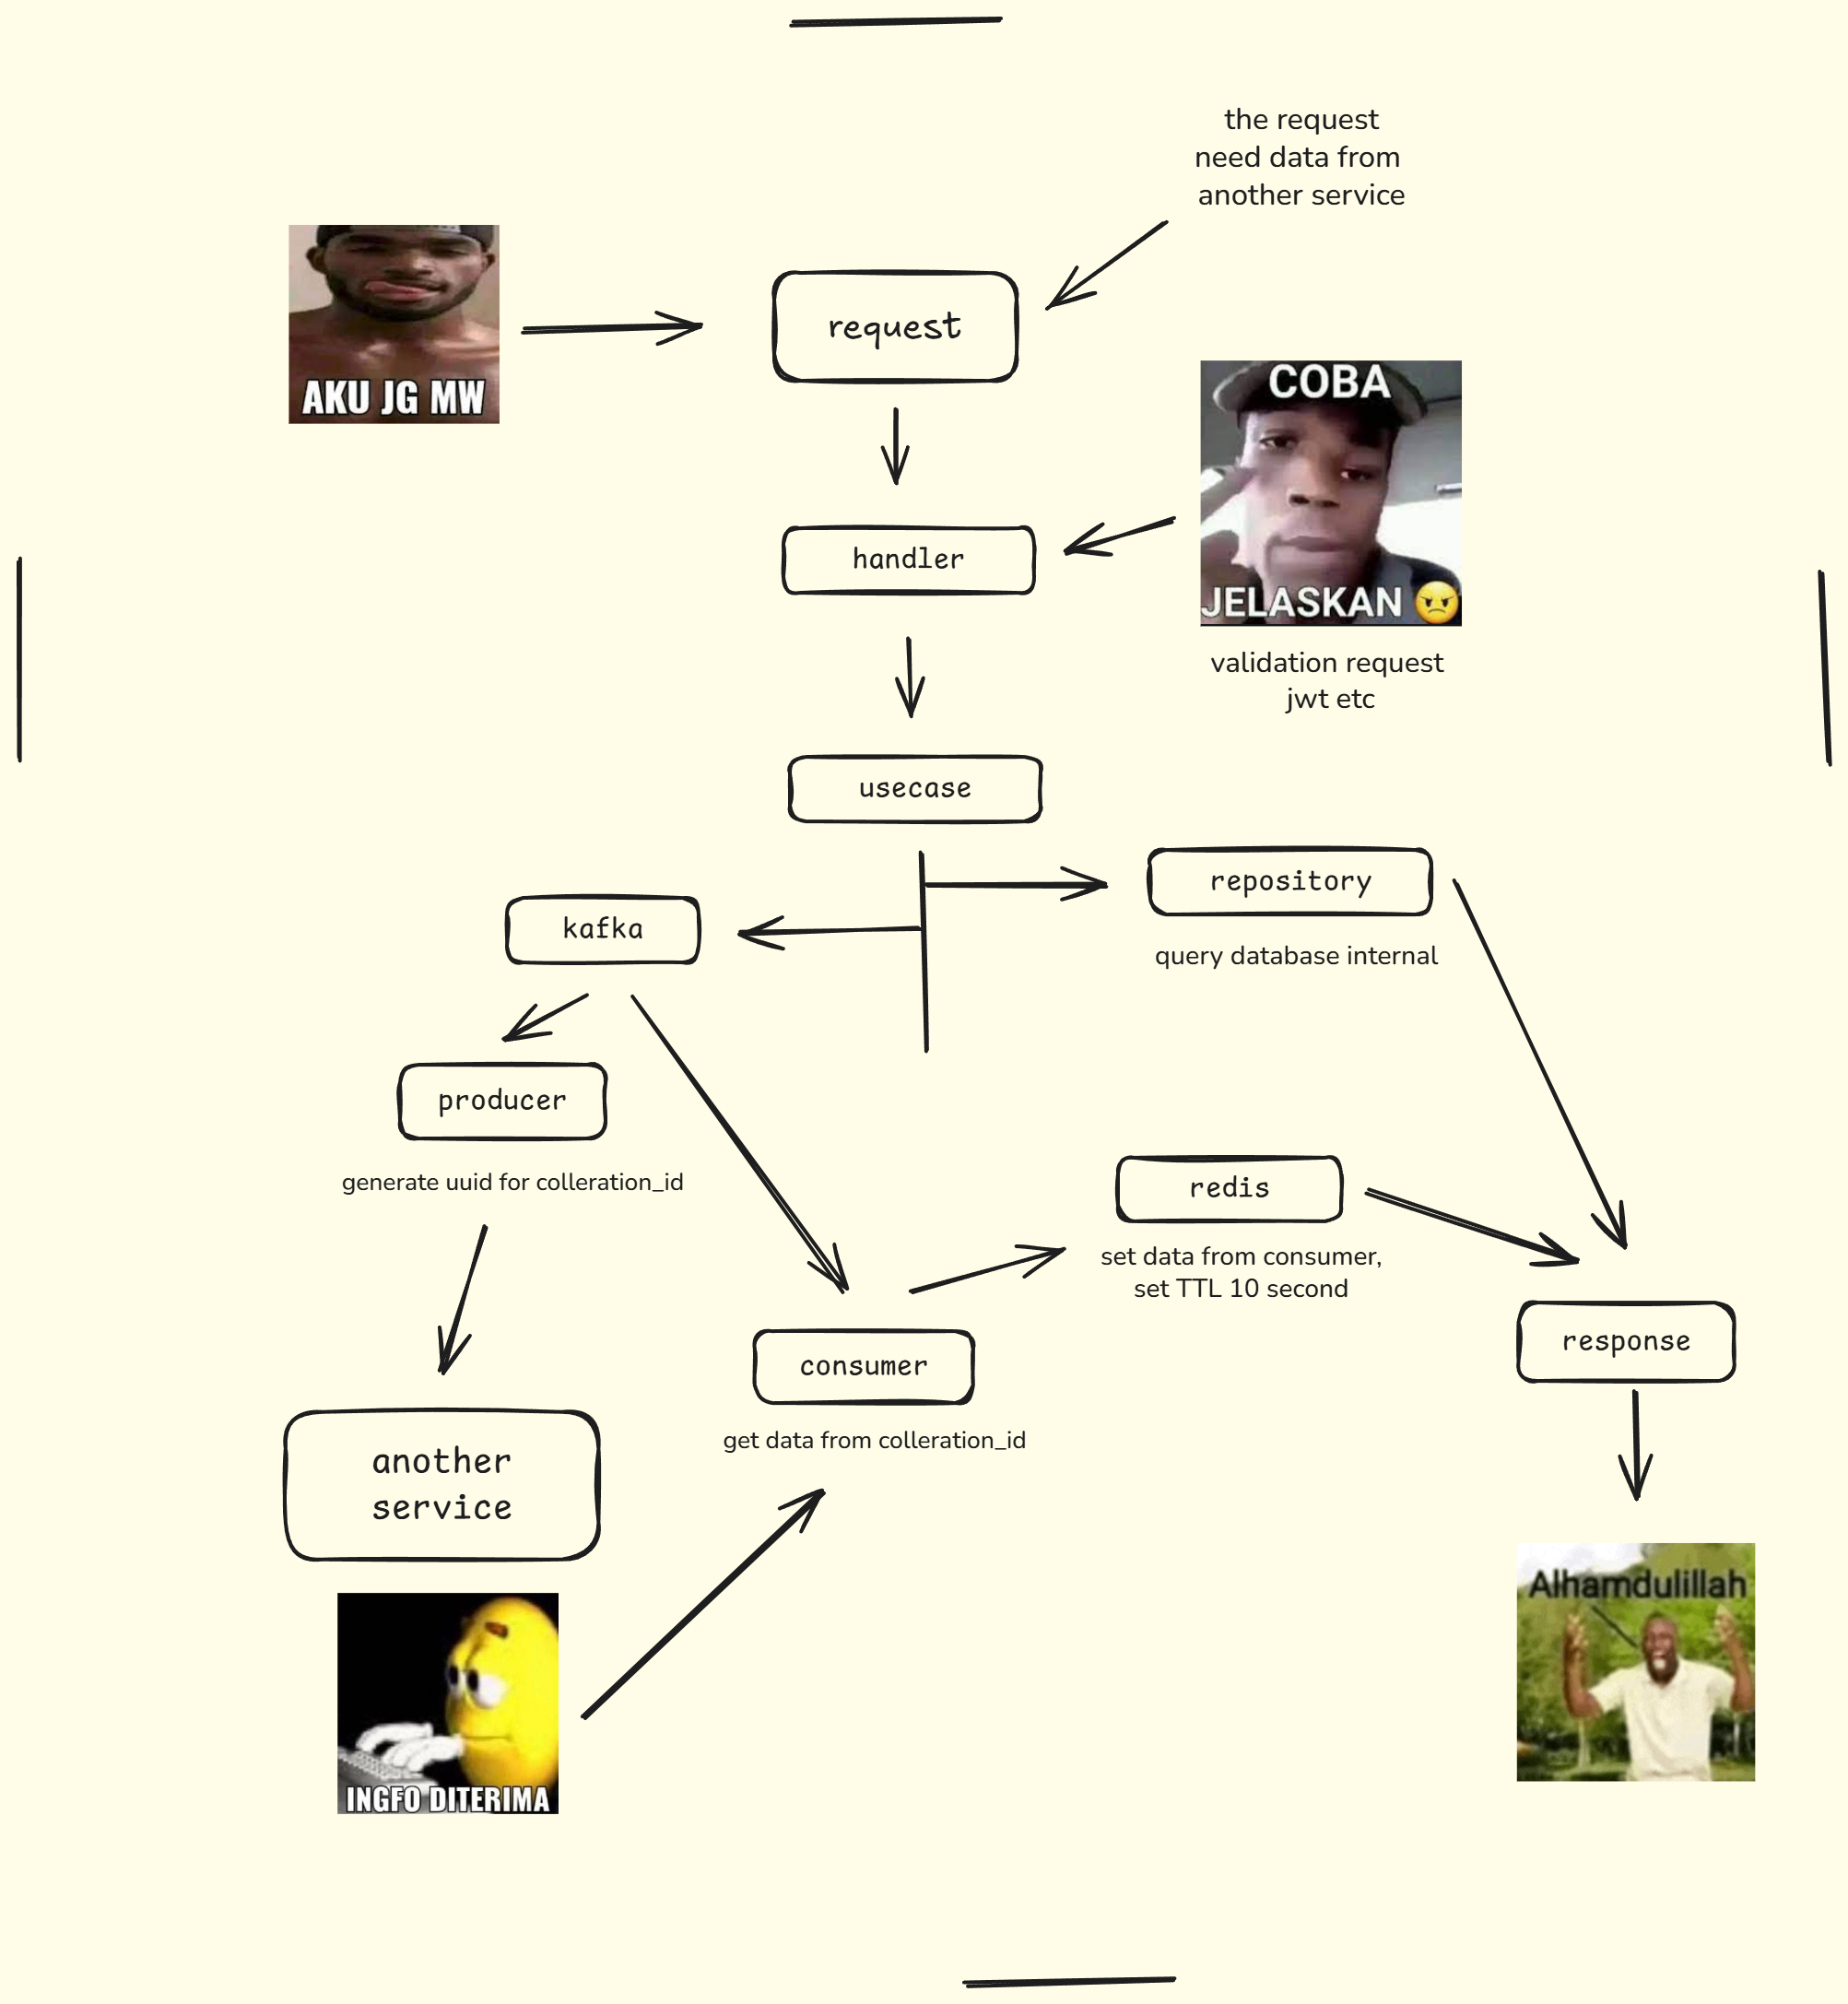 the request
need data from
another service
AKU JG MW
request
COBA
JELASKAN 😡
handler
validation request
jwt etc
usecase
repository
query database internal
kafka
producer
generate uuid for colleration_id
redis
set data from consumer,
set TTL 10 second
response
consumer
get data from colleration_id
another
service
Alhamdulillah
INGFO DITERIMA